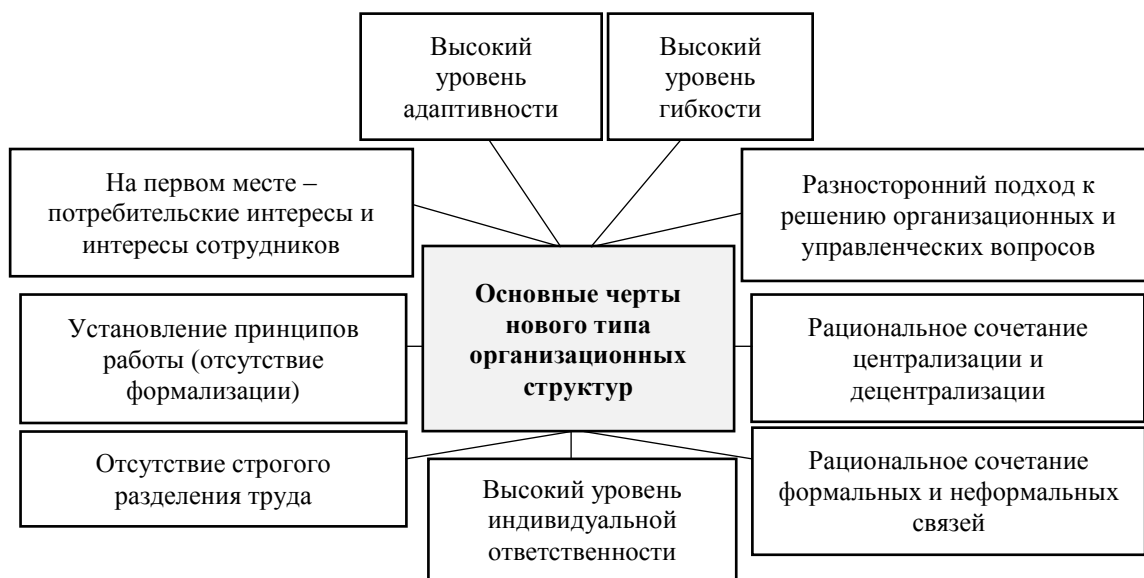 Высокий
уровень
адаптивности
Высокий
уровень
гибкости
На первом месте –
потребительские интересы и
интересы сотрудников
Разносторонний подход к
решению организационных и
управленческих вопросов
Основные черты
нового типа
организационных
структур
Установление принципов
работы (отсутствие
формализации)
Рациональное сочетание
централизации и
децентрализации
Отсутствие строгого
разделения труда
Высокий уровень
индивидуальной
ответственности
Рациональное сочетание
формальных и неформальных
связей